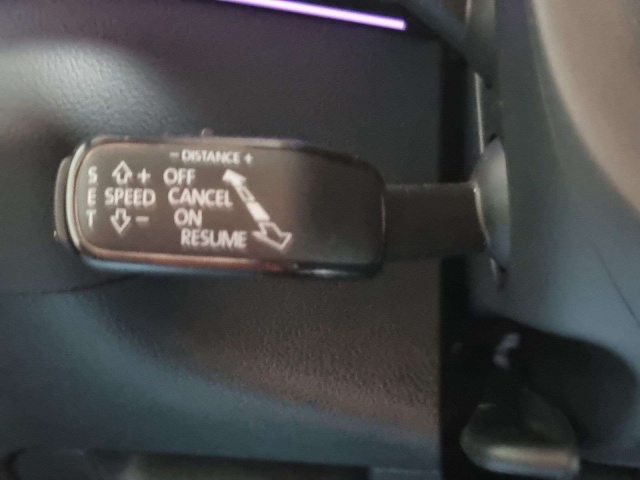 - DISTANCE +
S + OFF
E SPEED CANCEL
T - ON
RESUME